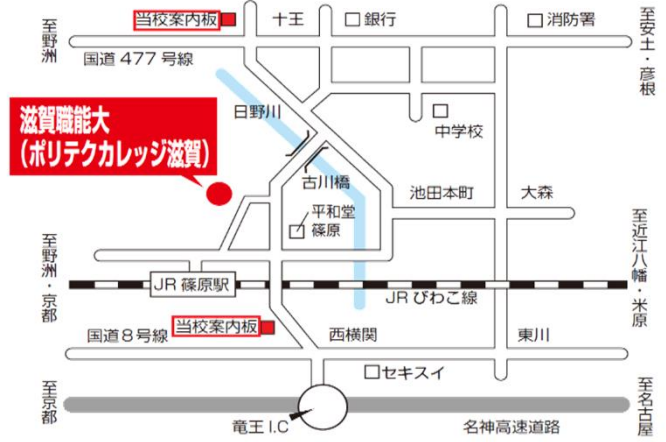 当校案内板
十王
銀行
消防署
至野洲
国道477号線
至安土・彦根
滋賀職能大
(ポリテクカレッジ滋賀)
日野川
中学校
古川橋
池田本町
大森
平和堂
篠原
至野洲・京都
至近江八幡・米原
JR篠原駅
JRびわこ線
当校案内板
国道8号線
西横関
東川
セキスイ
至京都
至名古屋
竜王I.C
名神高速道路